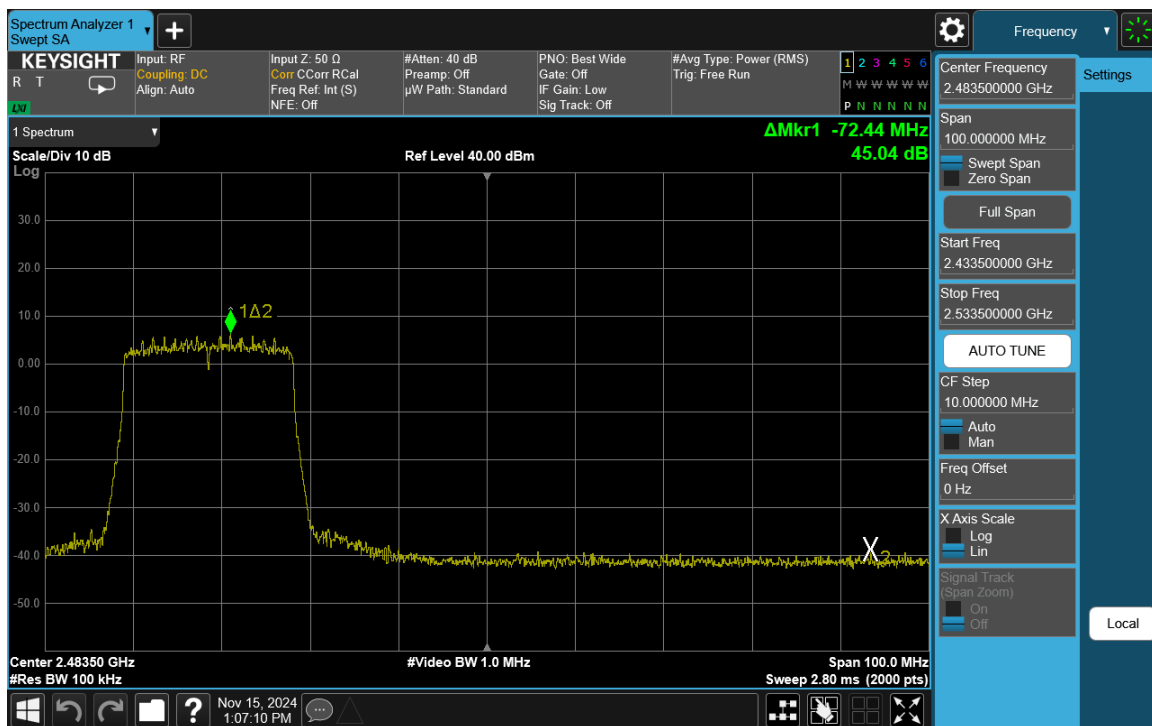 Spectrum Analyzer 1
Swept SA
+
Frequency
KEYSIGHT
R T
LXI
Input: RF
Coupling: DC
Align: Auto
Input Z: 50 Ω
Corr CCorr RCal
Freq Ref: Int (S)
NFE: Off
#Atten: 40 dB
Preamp: Off
µW Path: Standard
PNO: Best Wide
Gate: Off
IF Gain: Low
Sig Track: Off
#Avg Type: Power (RMS)
Trig: Free Run
1 2 3 4 5 6
M W W W W W
P N N N N N
1 Spectrum
ΔMkr1 -72.44 MHz
Scale/Div 10 dB
Ref Level 40.00 dBm
45.04 dB
Log
30.0
20.0
10.0
0.00
-10.0
-20.0
-30.0
-40.0
-50.0
1Δ2
X2
Center 2.48350 GHz
#Video BW 1.0 MHz
Span 100.0 MHz
#Res BW 100 kHz
Sweep 2.80 ms (2000 pts)
Center Frequency
2.483500000 GHz
Settings
Span
100.000000 MHz
Swept Span
Zero Span
Full Span
Start Freq
2.433500000 GHz
Stop Freq
2.533500000 GHz
AUTO TUNE
CF Step
10.000000 MHz
Auto
Man
Freq Offset
0 Hz
X Axis Scale
Log
Lin
Signal Track
(Span Zoom)
On
Off
Local
?
Nov 15, 2024
1:07:10 PM